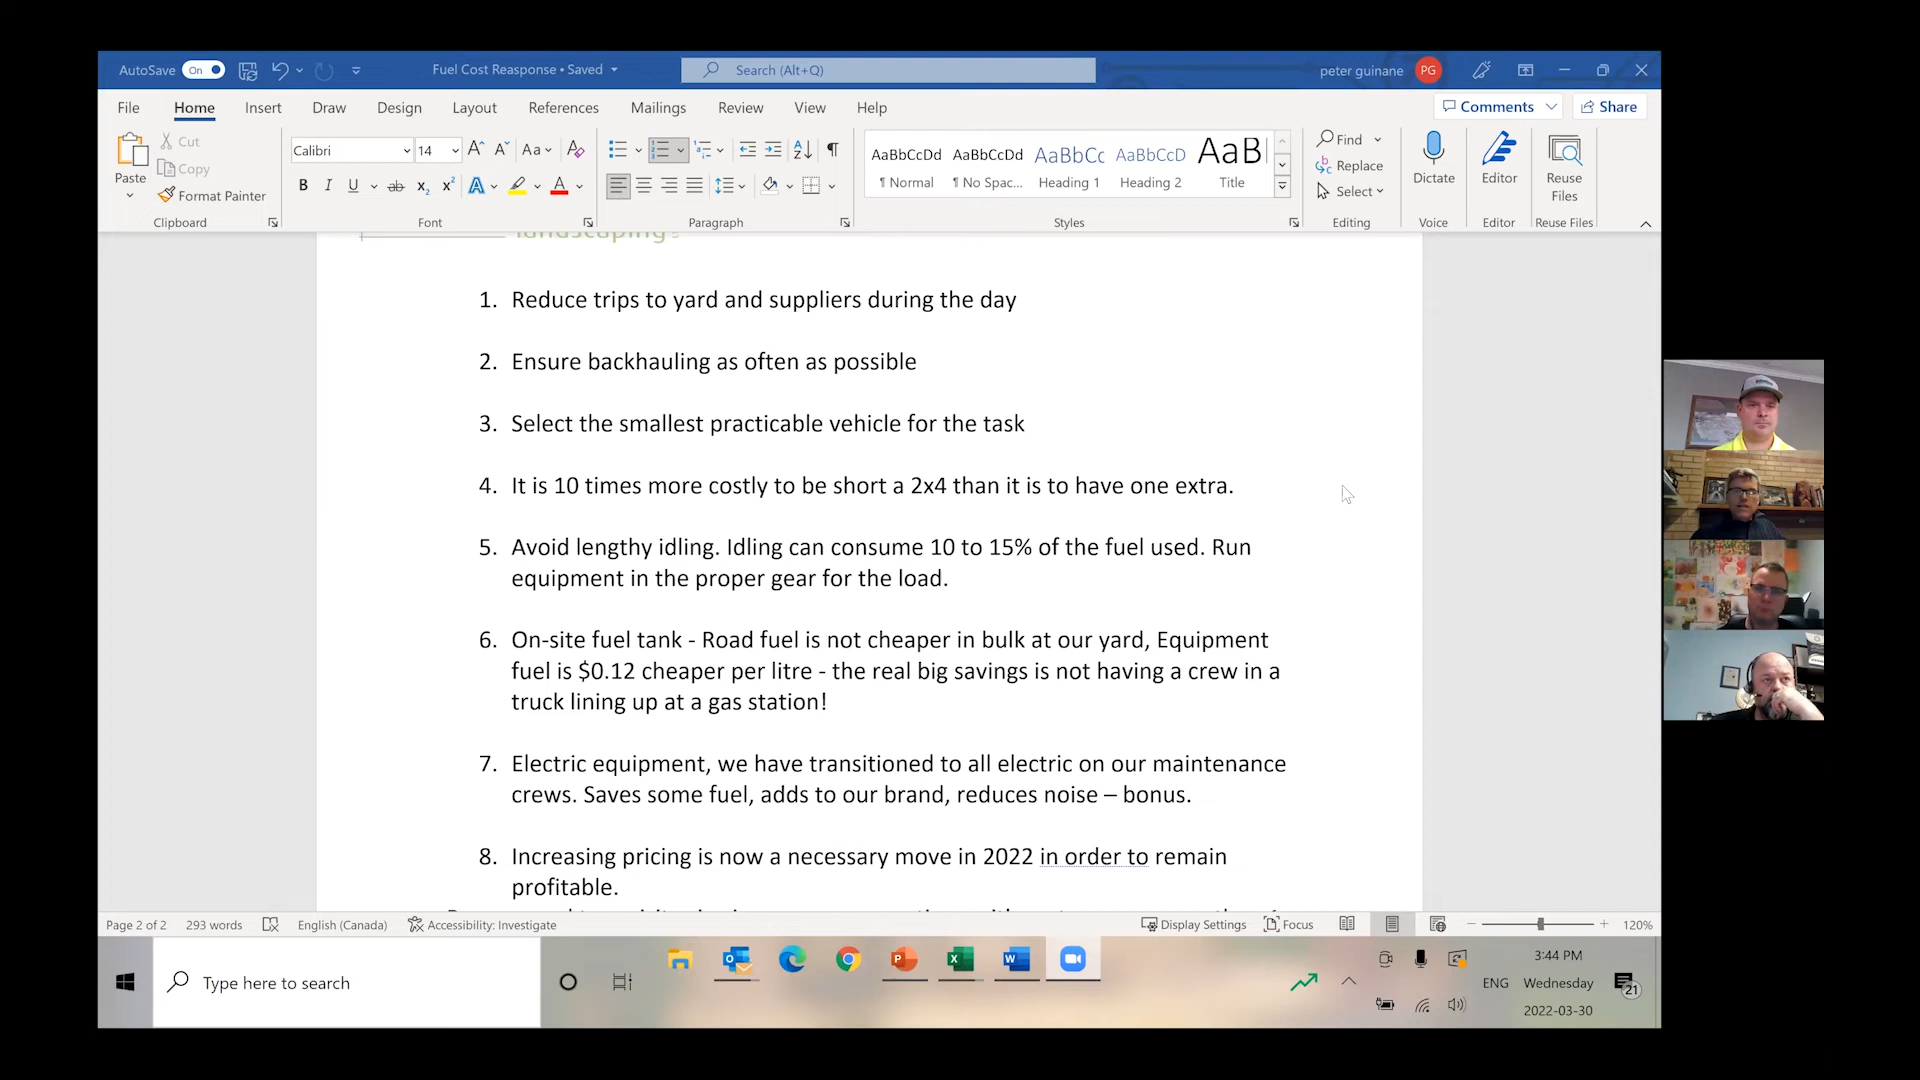 AutoSave On Fuel Cost Reasponse • Saved Search (Alt+Q) peter guinane PG
File Home Insert Draw Design Layout References Mailings Review View Help Comments Share
Paste Cut Copy Format Painter
Clipboard
Calibri 14
Font
Paragraph
AaBbCcDd AaBbCcDd AaBbCc AaBbCcD AaB
¶ Normal ¶ No Spac... Heading 1 Heading 2 Title
Styles
Find Replace Select
Editing
Dictate
Voice
Editor
Editor
Reuse Files
Reuse Files
landscaping
1. Reduce trips to yard and suppliers during the day
2. Ensure backhauling as often as possible
3. Select the smallest practicable vehicle for the task
4. It is 10 times more costly to be short a 2x4 than it is to have one extra.
5. Avoid lengthy idling. Idling can consume 10 to 15% of the fuel used. Run
equipment in the proper gear for the load.
6. On-site fuel tank - Road fuel is not cheaper in bulk at our yard, Equipment
fuel is $0.12 cheaper per litre - the real big savings is not having a crew in a
truck lining up at a gas station!
7. Electric equipment, we have transitioned to all electric on our maintenance
crews. Saves some fuel, adds to our brand, reduces noise – bonus.
8. Increasing pricing is now a necessary move in 2022 in order to remain
profitable.
Page 2 of 2 293 words English (Canada) Accessibility: Investigate Display Settings Focus 120%
Type here to search
ENG
3:44 PM
Wednesday
2022-03-30
21